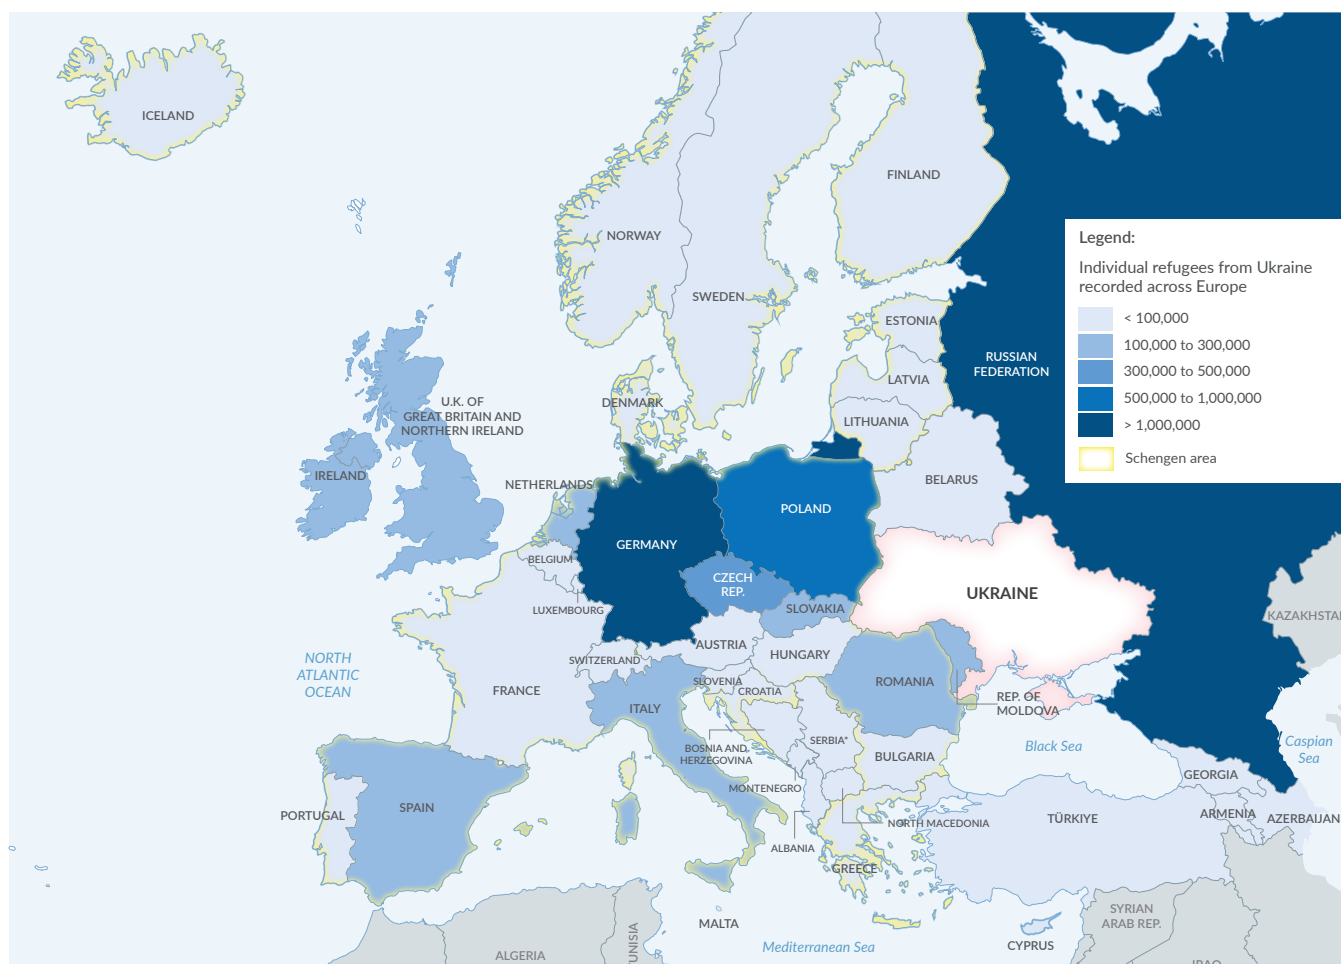 ICELAND
FINLAND
NORWAY
SWEDEN
Legend:
Individual refugees from Ukraine
recorded across Europe
< 100,000
100,000 to 300,000
300,000 to 500,000
500,000 to 1,000,000
> 1,000,000
Schengen area
ESTONIA
RUSSIAN
FEDERATION
LATVIA
DENMARK
U.K. OF
GREAT BRITAIN AND
NORTHERN IRELAND
LITHUANIA
IRELAND
NETHERLANDS
BELARUS
POLAND
GERMANY
BELGIUM
CZECH
REP.
UKRAINE
LUXEMBOURG
SLOVAKIA
KAZAKHSTAN
AUSTRIA
HUNGARY
SWITZERLAND
NORTH
ATLANTIC
OCEAN
FRANCE
SLOVENIA
CROATIA
ROMANIA
REP. OF
MOLDOVA
ITALY
SERBIA*
BOSNIA AND
HERZEGOVINA
Black Sea
Caspian
Sea
BULGARIA
GEORGIA
MONTENEGRO
SPAIN
PORTUGAL
NORTH MACEDONIA
TÜRKIYE
ARMENIA
AZERBAIJAN
ALBANIA
GREECE
MALTA
SYRIAN
ARAB REP.
Mediterranean Sea
CYPRUS
ALGERIA
TUNISIA
IRAQ